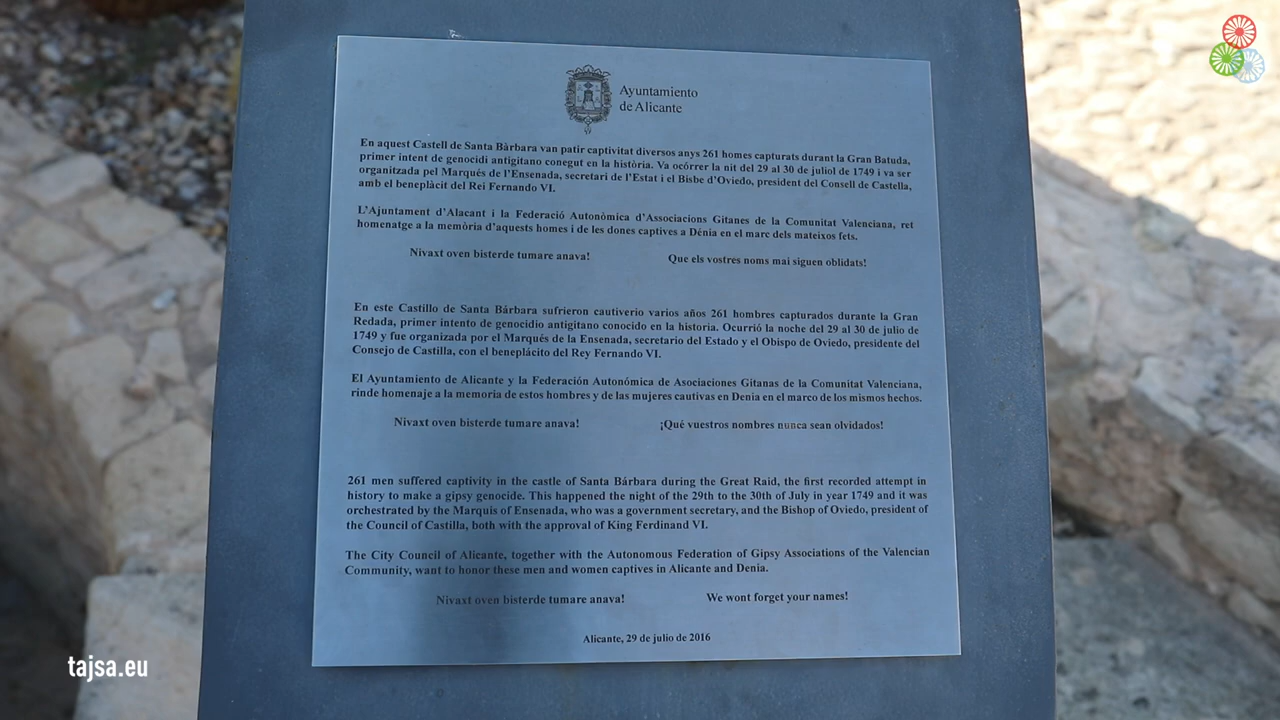 Ayuntamiento
de Alicante
En aquest Castell de Santa Bàrbara van patir captivitat diversos anys 261 homes capturats durant la Gran Batuda,
primer intent de genocidi antigitano conegut en la història. Va ocórrer la nit del 29 al 30 de juliol de 1749 i va ser
organitzada pel Marqués de l'Ensenada, secretari de l'Estat i el Bisbe d'Oviedo, president del Consell de Castella,
amb el beneplàcit del Rei Fernando VI.
L'Ajuntament d'Alacant i la Federació Autonòmica d'Associacions Gitanes de la Comunitat Valenciana, ret
homenatge a la memòria d'aquests homes i de les dones captives a Dénia en el marc dels mateixos fets.
Nivaxt oven bisterde tumare anava! Que els vostres noms mai siguen oblidats!
En este Castillo de Santa Bárbara sufrieron cautiverio varios años 261 hombres capturados durante la Gran
Redada, primer intento de genocidio antigitano conocido en la historia. Ocurrió la noche del 29 al 30 de julio de
1749 y fue organizada por el Marqués de la Ensenada, secretario del Estado y el Obispo de Oviedo, presidente del
Consejo de Castilla, con el beneplácito del Rey Fernando VI.
El Ayuntamiento de Alicante y la Federación Autonómica de Asociaciones Gitanas de la Comunitat Valenciana,
rinde homenaje a la memoria de estos hombres y de las mujeres cautivas en Denia en el marco de los mismos hechos.
Nivaxt oven bisterde tumare anava! ¡Qué vuestros nombres nunca sean olvidados!
261 men suffered captivity in the castle of Santa Bárbara during the Great Raid, the first recorded attempt in
history to make a gipsy genocide. This happened the night of the 29th to the 30th of July in year 1749 and it was
orchestrated by the Marquis of Ensenada, who was a government secretary, and the Bishop of Oviedo, president of
the Council of Castilla, both with the approval of King Ferdinand VI.
The City Council of Alicante, together with the Autonomous Federation of Gipsy Associations of the Valencian
Community, want to honor these men and women captives in Alicante and Denia.
Nivaxt oven bisterde tumare anava! We wont forget your names!
Alicante, 29 de julio de 2016
tajsa.eu